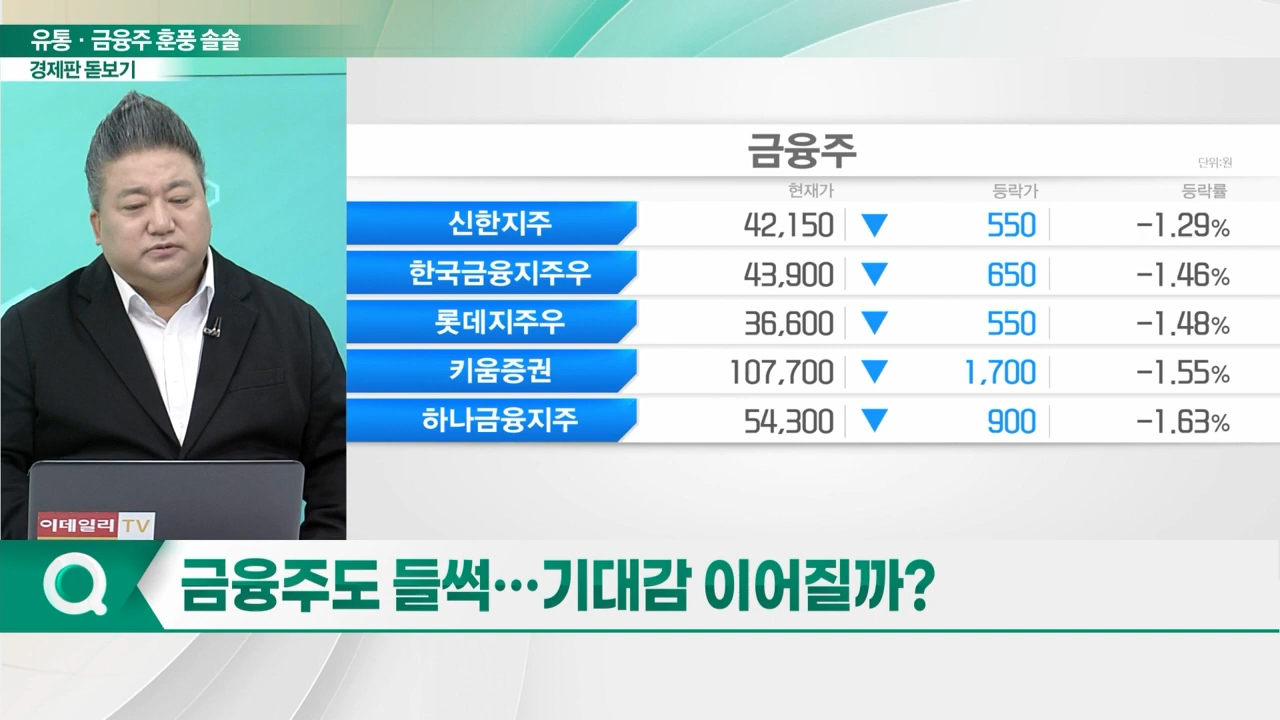 유통·금융주 훈풍 솔솔
경제판 돋보기
금융주
단위:원
현재가 등락가 등락률
신한지주 42,150 ▼ 550 -1.29%
한국금융지주우 43,900 ▼ 650 -1.46%
롯데지주우 36,600 ▼ 550 -1.48%
키움증권 107,700 ▼ 1,700 -1.55%
하나금융지주 54,300 ▼ 900 -1.63%
이데일리 TV
금융주도 들썩…기대감 이어질까?